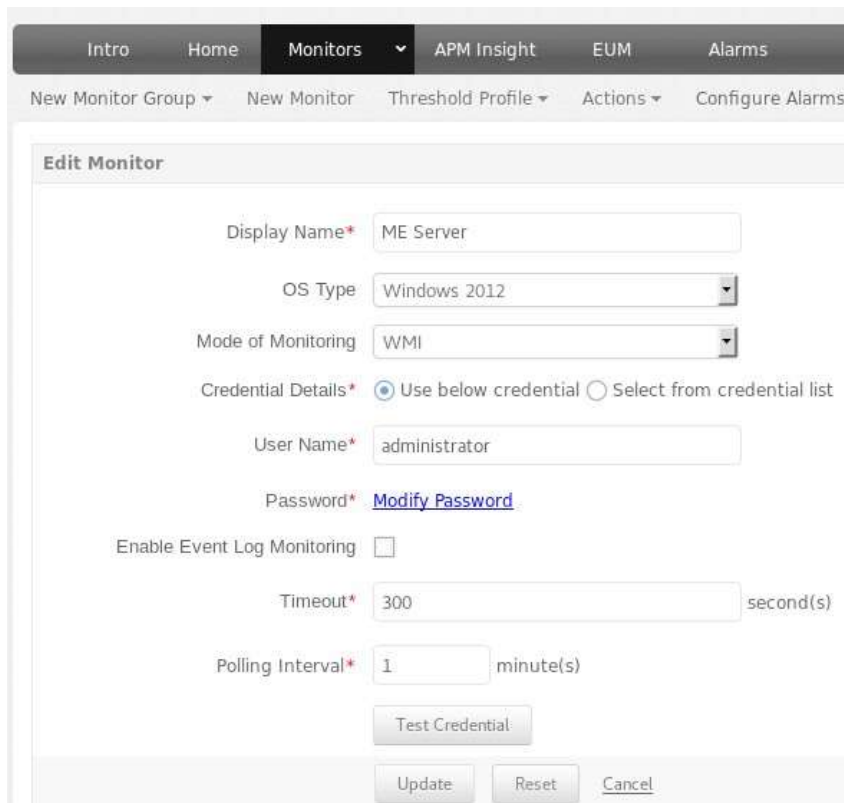 Intro Home Monitors APM Insight EUM Alarms
New Monitor Group New Monitor Threshold Profile Actions Configure Alarms
Edit Monitor
Display Name* ME Server
OS Type Windows 2012
Mode of Monitoring WMI
Credential Details* Use below credential Select from credential list
User Name* administrator
Password* Modify Password
Enable Event Log Monitoring
Timeout* 300 second(s)
Polling Interval* 1 minute(s)
Test Credential
Update Reset Cancel